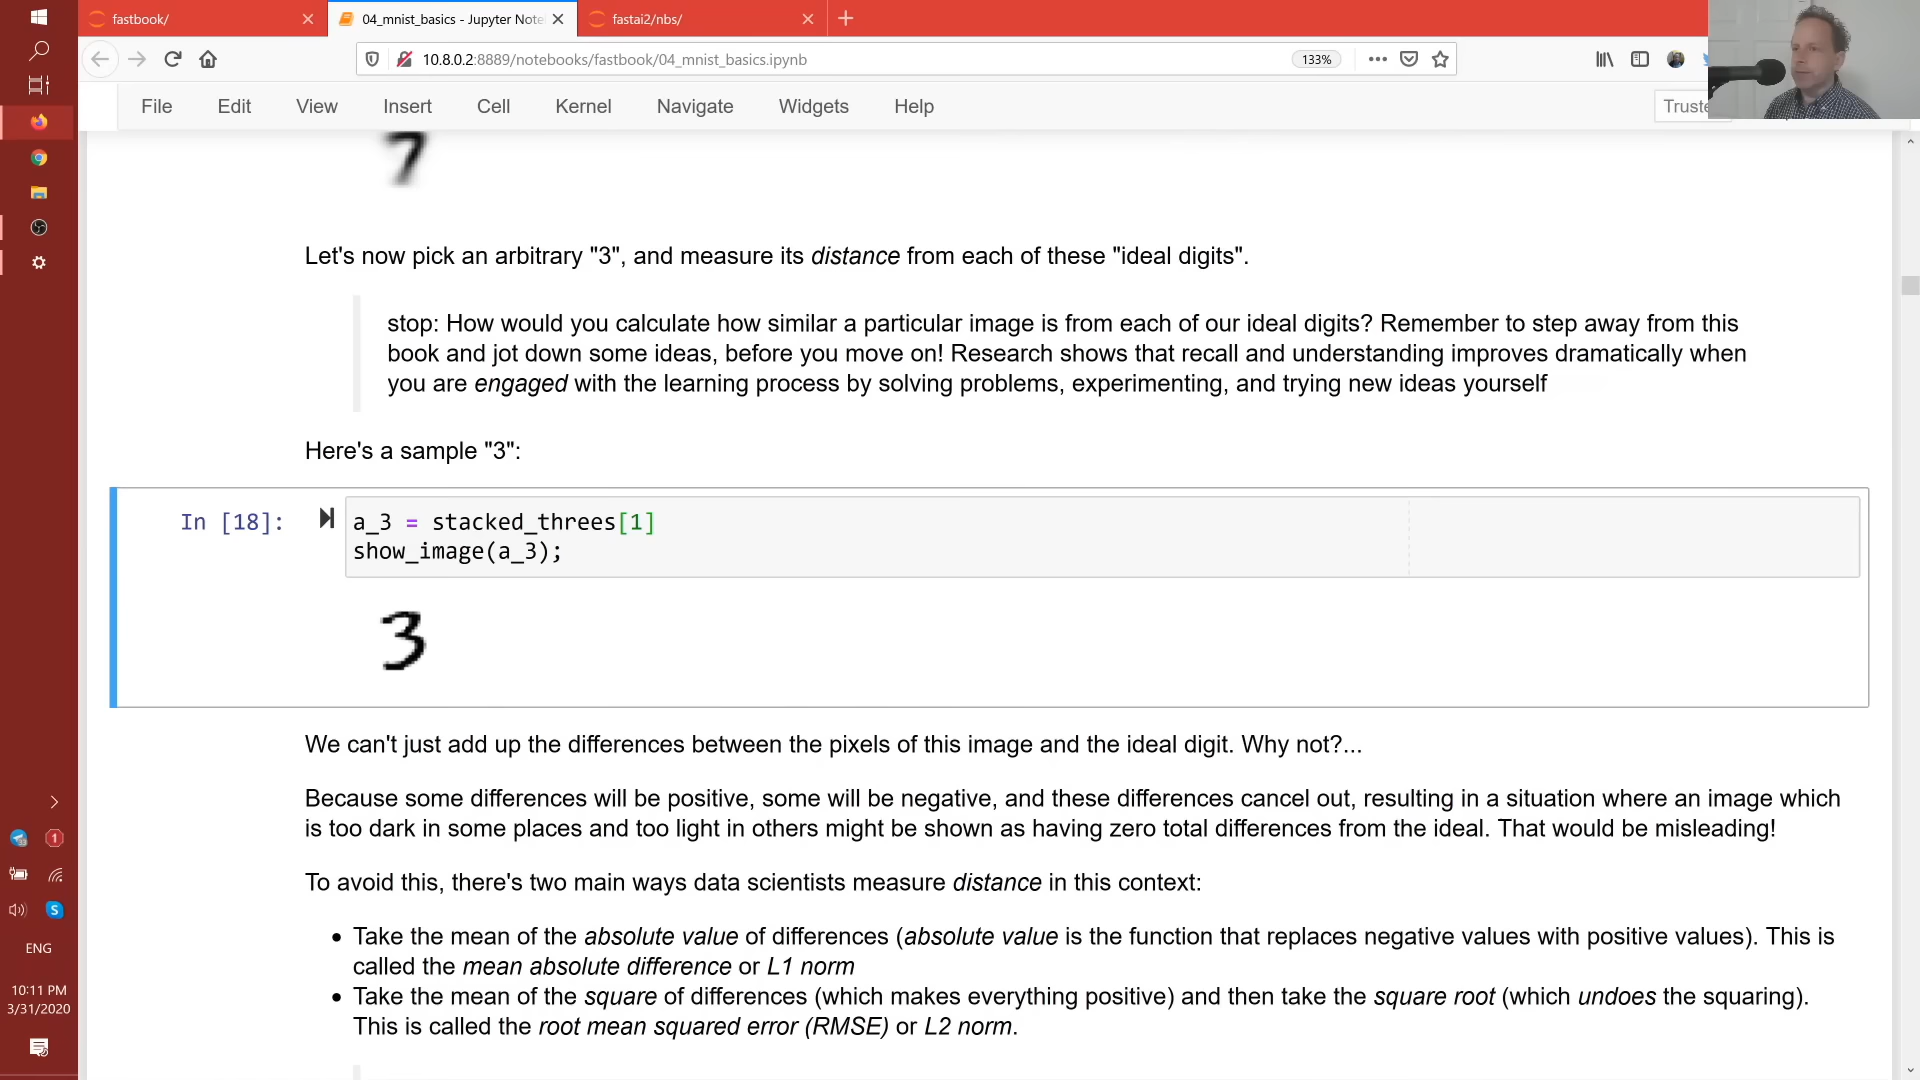 fastbook/
04_mnist_basics - Jupyter Note
fastai2/nbs/
10.8.0.2:8889/notebooks/fastbook/04_mnist_basics.ipynb
133%
File Edit View Insert Cell Kernel Navigate Widgets Help
Truste
7
Let's now pick an arbitrary "3", and measure its distance from each of these "ideal digits".
stop: How would you calculate how similar a particular image is from each of our ideal digits? Remember to step away from this
book and jot down some ideas, before you move on! Research shows that recall and understanding improves dramatically when
you are engaged with the learning process by solving problems, experimenting, and trying new ideas yourself
Here's a sample "3":
In [18]:
a_3 = stacked_threes[1]
show_image(a_3);
3
We can't just add up the differences between the pixels of this image and the ideal digit. Why not?...
Because some differences will be positive, some will be negative, and these differences cancel out, resulting in a situation where an image which
is too dark in some places and too light in others might be shown as having zero total differences from the ideal. That would be misleading!
To avoid this, there's two main ways data scientists measure distance in this context:
• Take the mean of the absolute value of differences (absolute value is the function that replaces negative values with positive values). This is
called the mean absolute difference or L1 norm
• Take the mean of the square of differences (which makes everything positive) and then take the square root (which undoes the squaring).
This is called the root mean squared error (RMSE) or L2 norm.
1
S
ENG
10:11 PM
3/31/2020